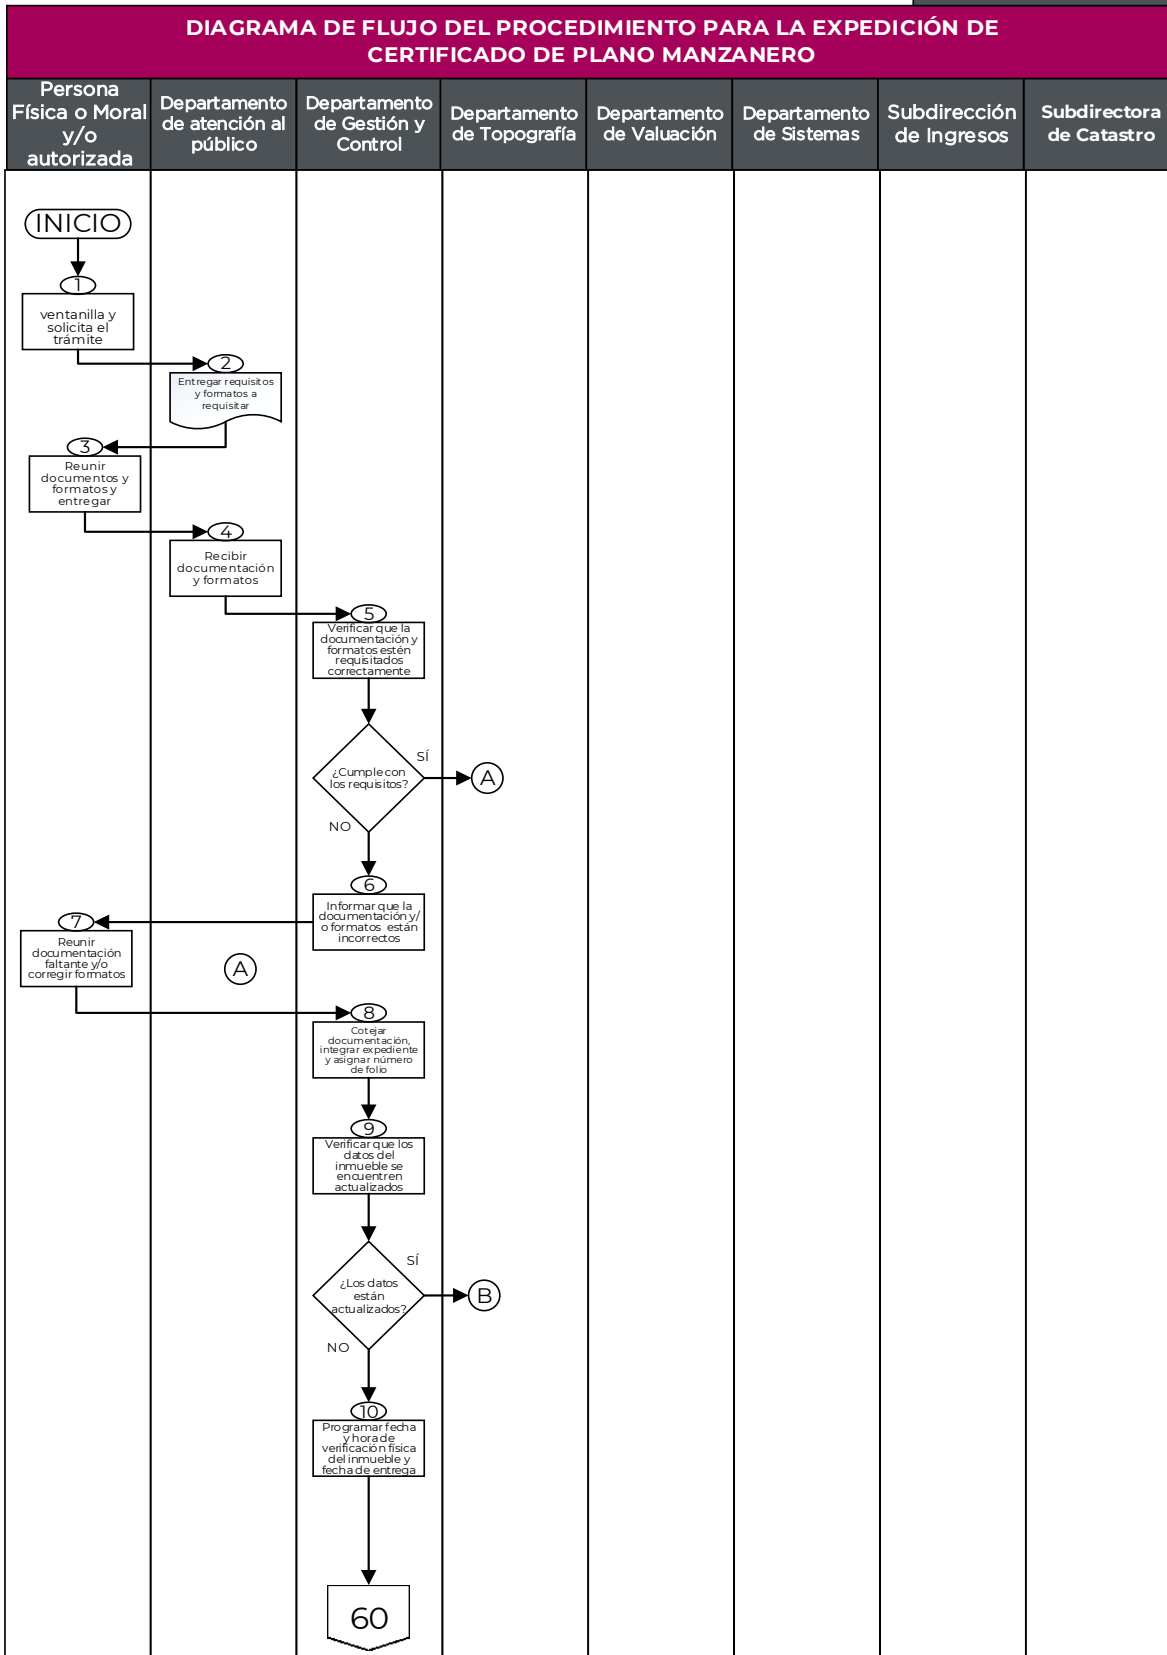 DIAGRAMA DE FLUJO DEL PROCEDIMIENTO PARA LA EXPEDICIÓN DE
CERTIFICADO DE PLANO MANZANERO
Persona
Física o Moral
y/o
autorizada
Departamento
de atención al
público
Departamento
de Gestión y
Control
Departamento
de Topografía
Departamento
de Valuación
Departamento
de Sistemas
Subdirección
de Ingresos
Subdirectora
de Catastro
INICIO
1
ventanilla y
solicita el
trámite
2
Entregar requisitos
y formatos a
requisitar
3
Reunir
documentos y
formatos y
entregar
4
Recibir
documentación
y formatos
5
Verificar que la
documentación y
formatos estén
requisitados
correctamente
¿Cumple con
los requisitos?
SÍ
A
NO
6
Informar que la
documentación y/
o formatos están
incorrectos
7
Reunir
documentación
faltante y/o
corregir formatos
A
8
Cotejar
documentación,
integrar expediente
y asignar número
de folio
9
Verificar que los
datos del
inmueble se
encuentren
actualizados
¿Los datos
están
actualizados?
SÍ
B
NO
10
Programar fecha
y hora de
verificación física
del inmueble y
fecha de entrega
60